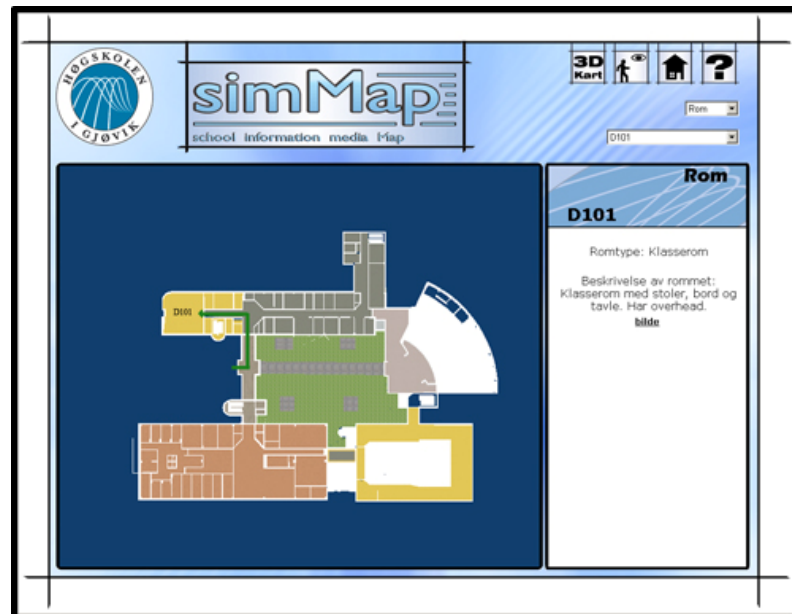 HØGSKOLEN
I GJØVIK
simMap
school information media Map
3D
Kart
?
Rom
D101
Rom
D101
Romtype: Klasserom
Beskrivelse av rommet:
Klasserom med stoler, bord og
tavle. Har overhead.
bilde
D101